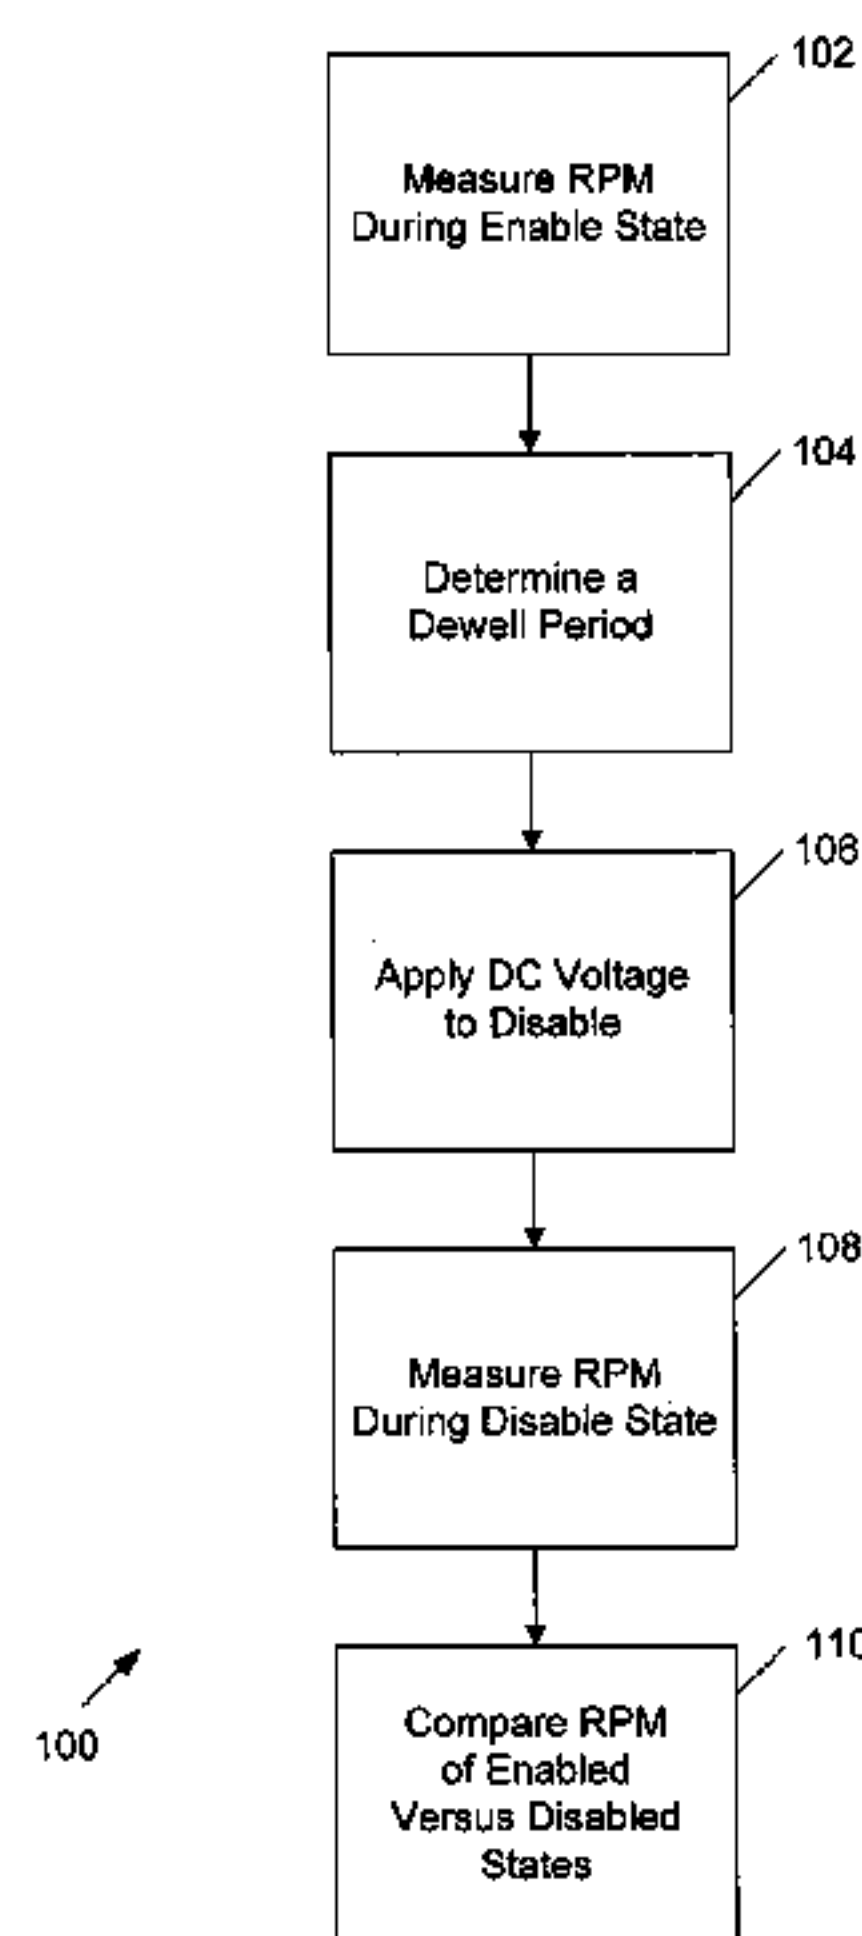 102
Measure RPM
During Enable State
104
Determine a
Dewell Period
106
Apply DC Voltage
to Disable
108
Measure RPM
During Disable State
110
100
Compare RPM
of Enabled
Versus Disabled
States